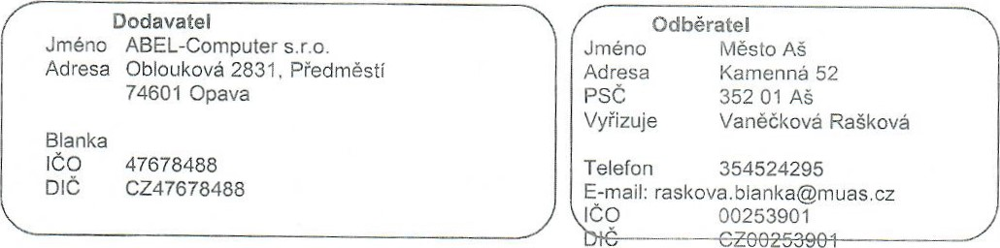 Dodavatel
Jméno ABEL-Computer s.r.o.
Adresa Oblouková 2831, Předměstí
74601 Opava
Blanka
IČO 47678488
DIČ CZ47678488
Odběratel
Jméno Město Aš
Adresa Kamenná 52
PSČ 352 01 Aš
Vyřizuje Vaněčková Rašková
Telefon 354524295
E-mail: raskova.blanka@muas.cz
IČO 00253901
DIČ CZ00253901